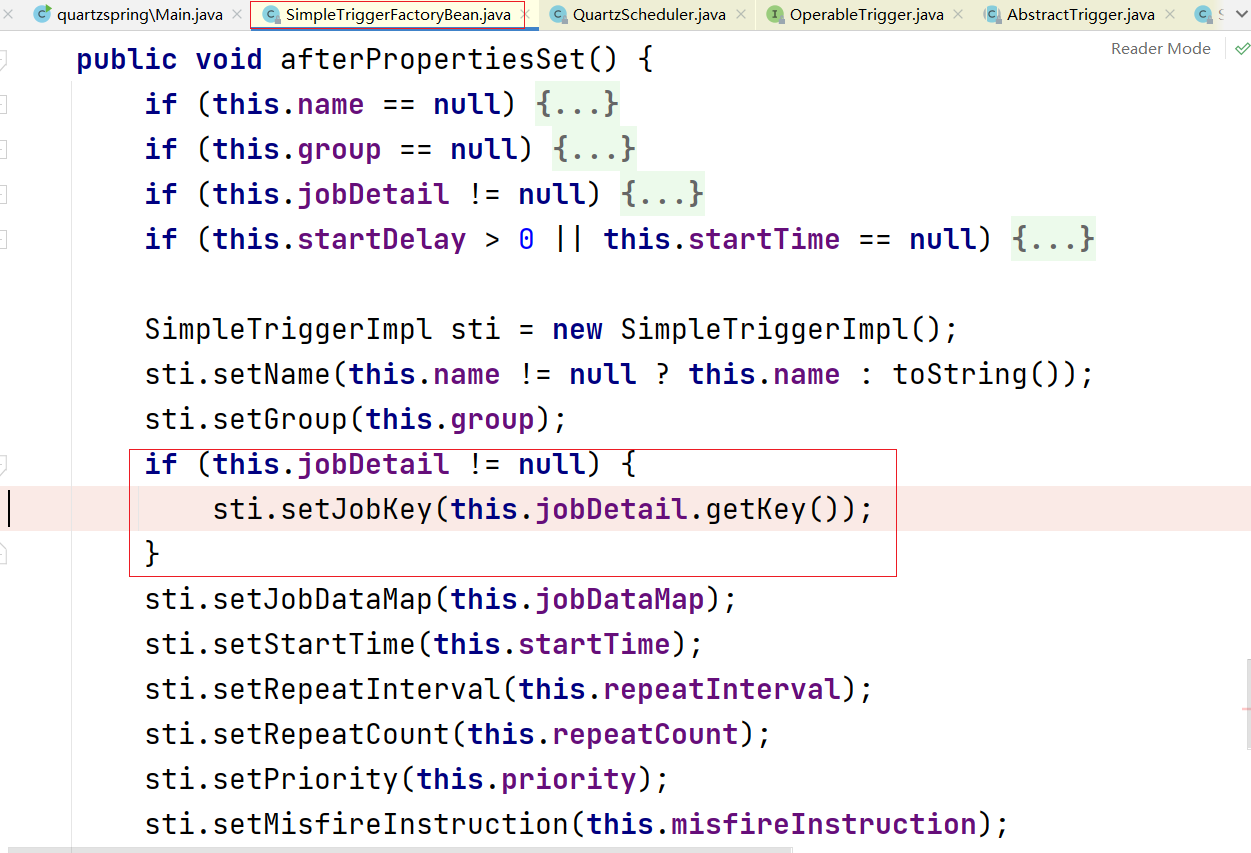 quartzspring\Main.java SimpleTriggerFactoryBean.java QuartzScheduler.java OperableTrigger.java AbstractTrigger.java
Reader Mode
public void afterPropertiesSet() {
if (this.name == null) {...}
if (this.group == null) {...}
if (this.jobDetail != null) {...}
if (this.startDelay > 0 || this.startTime == null) {...}
SimpleTriggerImpl sti = new SimpleTriggerImpl();
sti.setName(this.name != null ? this.name : toString());
sti.setGroup(this.group);
if (this.jobDetail != null) {
sti.setJobKey(this.jobDetail.getKey());
}
sti.setJobDataMap(this.jobDataMap);
sti.setStartTime(this.startTime);
sti.setRepeatInterval(this.repeatInterval);
sti.setRepeatCount(this.repeatCount);
sti.setPriority(this.priority);
sti.setMisfireInstruction(this.misfireInstruction);